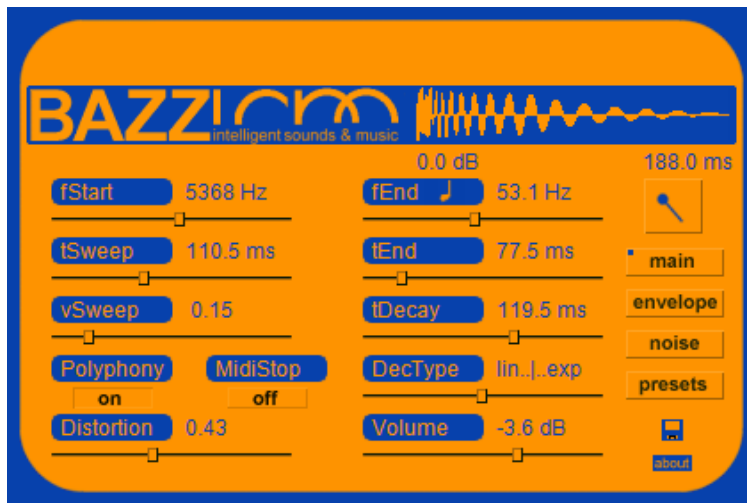 BAZZ ism
intelligent sounds & music
0.0 dB 188.0 ms
fStart 5368 Hz fEnd 53.1 Hz
tSweep 110.5 ms tEnd 77.5 ms main
vSweep 0.15 tDecay 119.5 ms envelope
noise
Polyphony MidiStop DecType lin..|..exp
on off presets
Distortion 0.43 Volume -3.6 dB
about